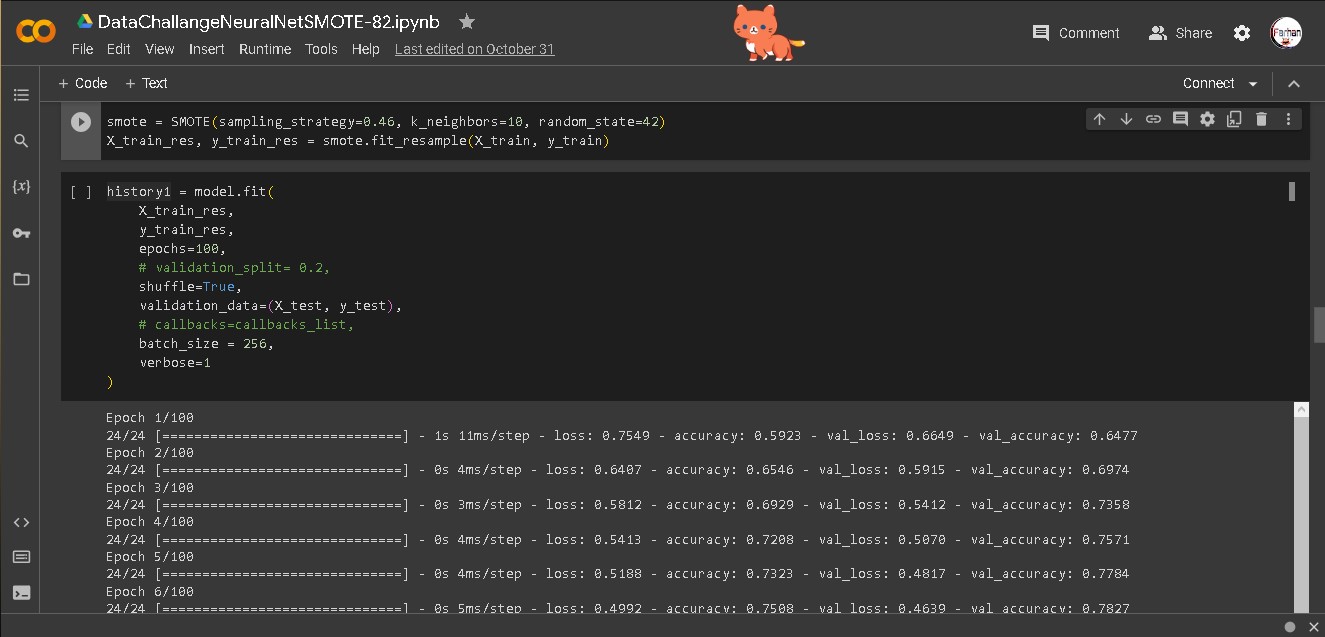 DataChallangeNeuralNetSMOTE-82.ipynb
File Edit View Insert Runtime Tools Help Last edited on October 31
Comment
Share
Farhan
+ Code + Text
Connect
smote = SMOTE(sampling_strategy=0.46, k_neighbors=10, random_state=42)
X_train_res, y_train_res = smote.fit_resample(X_train, y_train)
[ ] history1 = model.fit(
X_train_res,
y_train_res,
epochs=100,
# validation_split= 0.2,
shuffle=True,
validation_data=(X_test, y_test),
# callbacks=callbacks_list,
batch_size = 256,
verbose=1
)
{x}
Epoch 1/100
24/24 [==============================] - 1s 11ms/step - loss: 0.7549 - accuracy: 0.5923 - val_loss: 0.6649 - val_accuracy: 0.6477
Epoch 2/100
24/24 [==============================] - 0s 4ms/step - loss: 0.6407 - accuracy: 0.6546 - val_loss: 0.5915 - val_accuracy: 0.6974
Epoch 3/100
24/24 [==============================] - 0s 3ms/step - loss: 0.5812 - accuracy: 0.6929 - val_loss: 0.5412 - val_accuracy: 0.7358
Epoch 4/100
24/24 [==============================] - 0s 4ms/step - loss: 0.5413 - accuracy: 0.7208 - val_loss: 0.5070 - val_accuracy: 0.7571
Epoch 5/100
24/24 [==============================] - 0s 4ms/step - loss: 0.5188 - accuracy: 0.7323 - val_loss: 0.4817 - val_accuracy: 0.7784
Epoch 6/100
24/24 [==============================] - 0s 5ms/step - loss: 0.4992 - accuracy: 0.7508 - val_loss: 0.4639 - val_accuracy: 0.7827